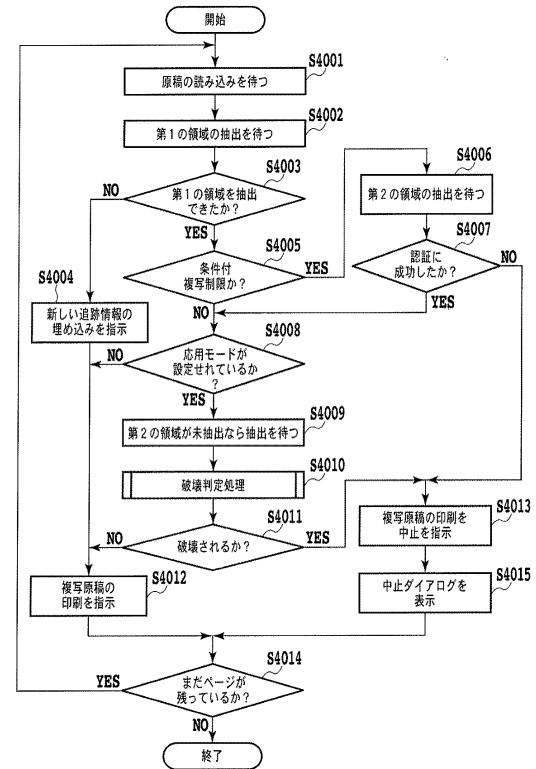 開始
S4001
原稿の読み込みを待つ
S4002
第1の領域の抽出を待つ
S4003
第1の領域を抽出
できたか?
NO
YES
S4006
第2の領域の抽出を待つ
S4005
条件付
複写制限か?
YES
NO
S4007
認証に
成功したか?
NO
YES
S4004
新しい追跡情報の
埋め込みを指示
S4008
応用モードが
設定せれているか
?
NO
YES
S4009
第2の領域が未抽出なら抽出を待つ
S4010
破壊判定処理
S4011
破壊されるか?
NO
YES
S4013
複写原稿の印刷を
中止を指示
S4012
複写原稿の
印刷を指示
S4015
中止ダイアログを
表示
S4014
まだページが
残っているか?
YES
NO
終了